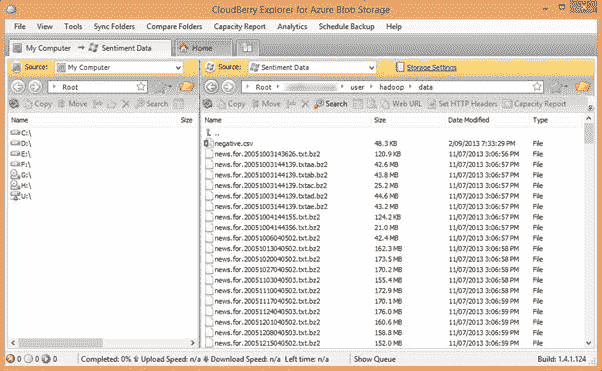 CloudBerry Explorer for Azure Blob Storage
File View Tools Sync Folders Compare Folders Capacity Report Analytics Schedule Backup Help
My Computer Sentiment Data Home
Source: My Computer
Root
Copy Move Search
Name Size
C:\
D:\
E:\
F:\
G:\
H:\
U:\
Source: Sentiment Data Storage Settings
Root user hadoop data
Copy Move Search Web URL Set HTTP Headers Capacity Report
Name Size Date Modified Type
..
negative.csv 48.3 KB 2/09/2013 7:33:29 PM File
news.for.20051003143626.txt.bz2 120.9 KB 11/07/2013 3:06:56 PM File
news.for.20051003144139.txtaa.bz2 42.6 MB 11/07/2013 3:06:57 PM File
news.for.20051003144139.txtab.bz2 43.8 MB 11/07/2013 3:06:57 PM File
news.for.20051003144139.txtac.bz2 25.2 MB 11/07/2013 3:06:57 PM File
news.for.20051003144139.txtad.bz2 44.6 MB 11/07/2013 3:06:57 PM File
news.for.20051003144139.txtae.bz2 43.2 MB 11/07/2013 3:06:57 PM File
news.for.20051004144155.txt.bz2 124.2 KB 11/07/2013 3:06:57 PM File
news.for.20051004144356.txt.bz2 21.0 MB 11/07/2013 3:06:57 PM File
news.for.20051006040502.txt.bz2 42.4 MB 11/07/2013 3:06:57 PM File
news.for.20051013040502.txt.bz2 162.3 MB 11/07/2013 3:06:58 PM File
news.for.20051020040502.txt.bz2 173.5 MB 11/07/2013 3:06:58 PM File
news.for.20051027040502.txt.bz2 170.2 MB 11/07/2013 3:06:58 PM File
news.for.20051103040502.txt.bz2 155.4 MB 11/07/2013 3:06:58 PM File
news.for.20051110040502.txt.bz2 172.9 MB 11/07/2013 3:06:58 PM File
news.for.20051117040502.txt.bz2 170.1 MB 11/07/2013 3:06:59 PM File
news.for.20051124040503.txt.bz2 176.0 MB 11/07/2013 3:06:59 PM File
news.for.20051201040502.txt.bz2 160.6 MB 11/07/2013 3:06:59 PM File
news.for.20051208040503.txt.bz2 158.8 MB 11/07/2013 3:06:59 PM File
news.for.20051215040502.txt.bz2 152.0 MB 11/07/2013 3:06:59 PM File
0 0 0 Completed: 0% Upload Speed: n/a Download Speed: n/a Left time: n/a Show Queue Build: 1.4.1.124